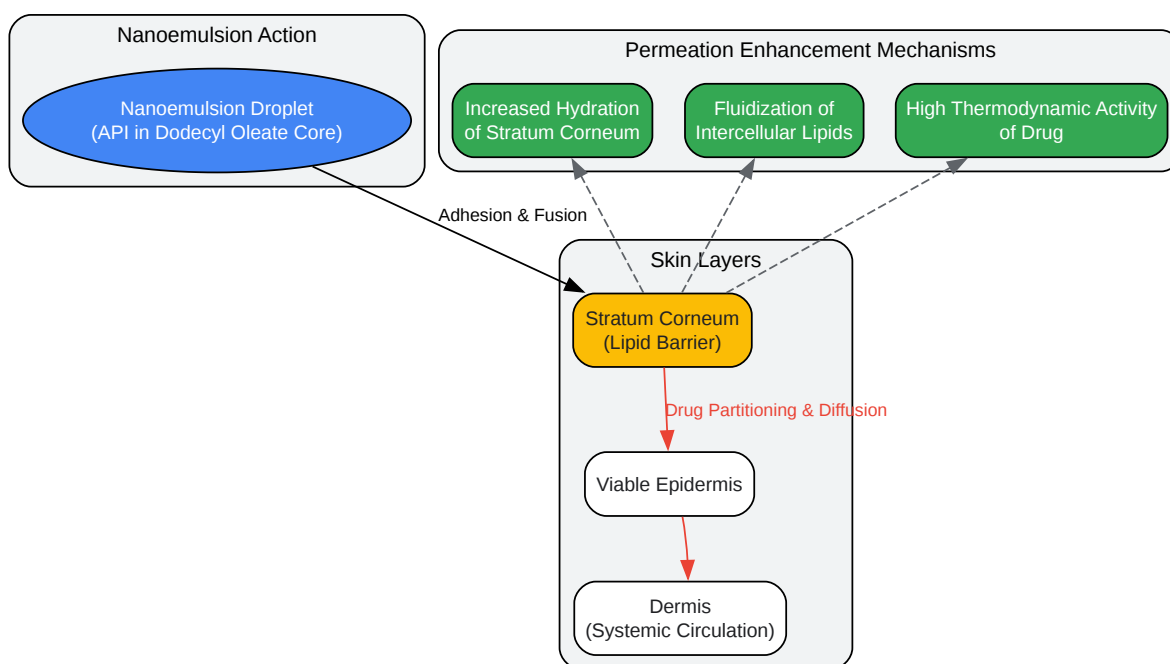 Nanoemulsion Action
Nanoemulsion Droplet
(API in Dodecyl Oleate Core)
Permeation Enhancement Mechanisms
Increased Hydration
of Stratum Corneum
Fluidization of
Intercellular Lipids
High Thermodynamic Activity
of Drug
Adhesion & Fusion
Skin Layers
Stratum Corneum
(Lipid Barrier)
Drug Partitioning & Diffusion
Viable Epidermis
Dermis
(Systemic Circulation)